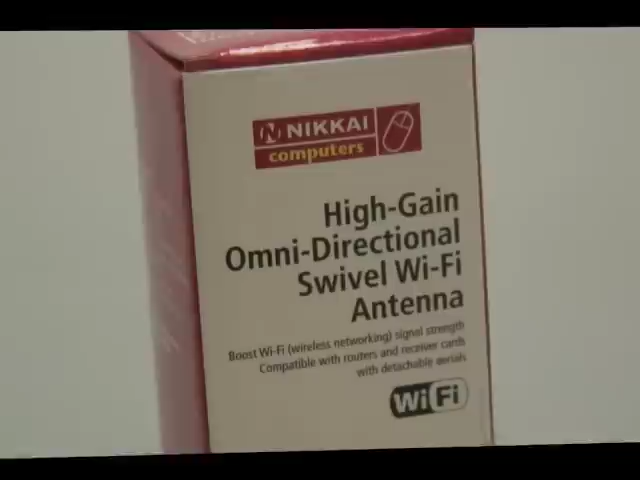 NIKKAI
computers
High-Gain
Omni-Directional
Swivel Wi-Fi
Antenna
Boost Wi-Fi (wireless networking) signal strength
Compatible with routers and receiver cards
with detachable aerials
WiFi